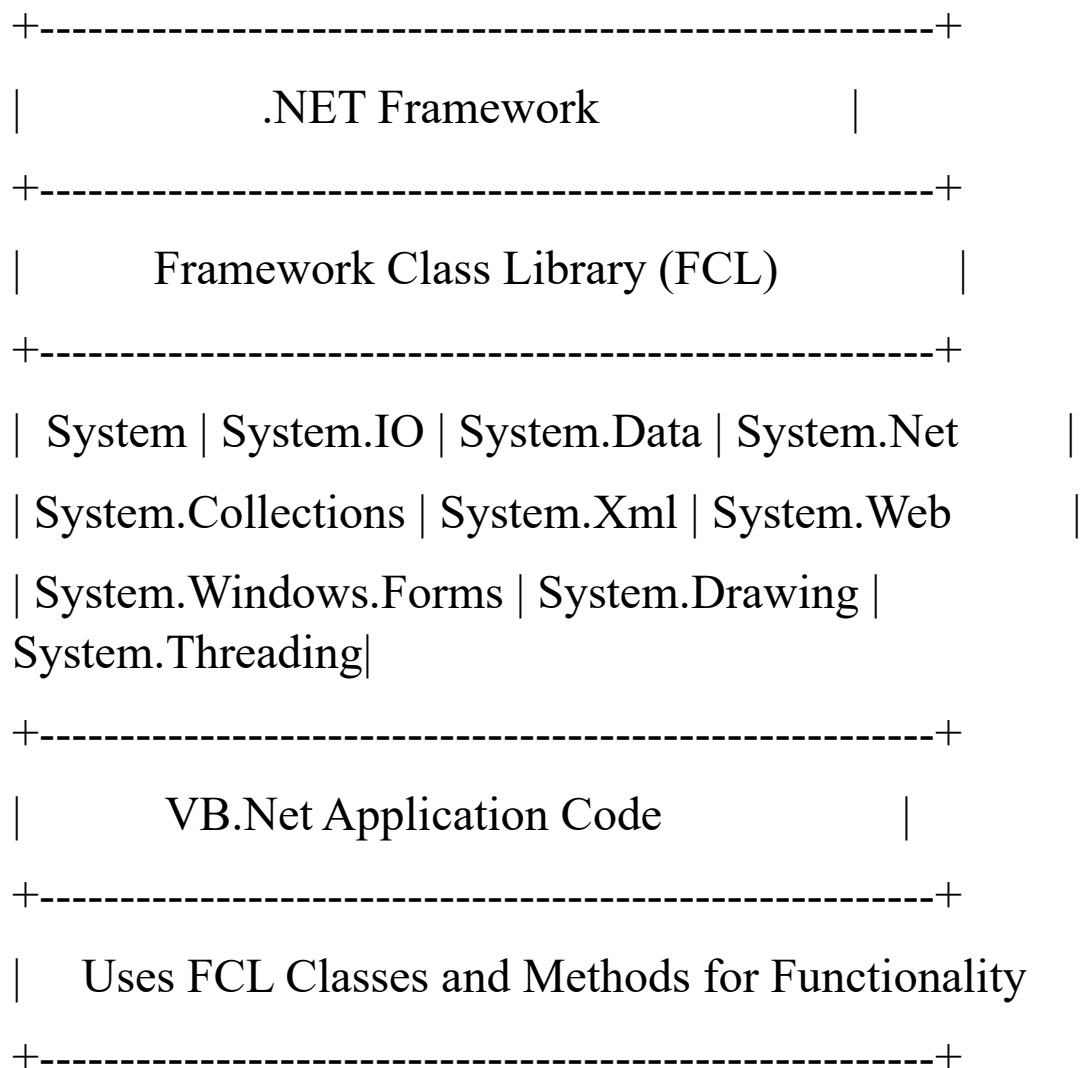 +--------------------------------------------------------+
|                    .NET Framework                     |
+--------------------------------------------------------+
|           Framework Class Library (FCL)               |
+--------------------------------------------------------+
|  System | System.IO | System.Data | System.Net         |
| System.Collections | System.Xml | System.Web          |
| System.Windows.Forms | System.Drawing |
System.Threading|
+--------------------------------------------------------+
|            VB.Net Application Code                    |
+--------------------------------------------------------+
|     Uses FCL Classes and Methods for Functionality
+--------------------------------------------------------+